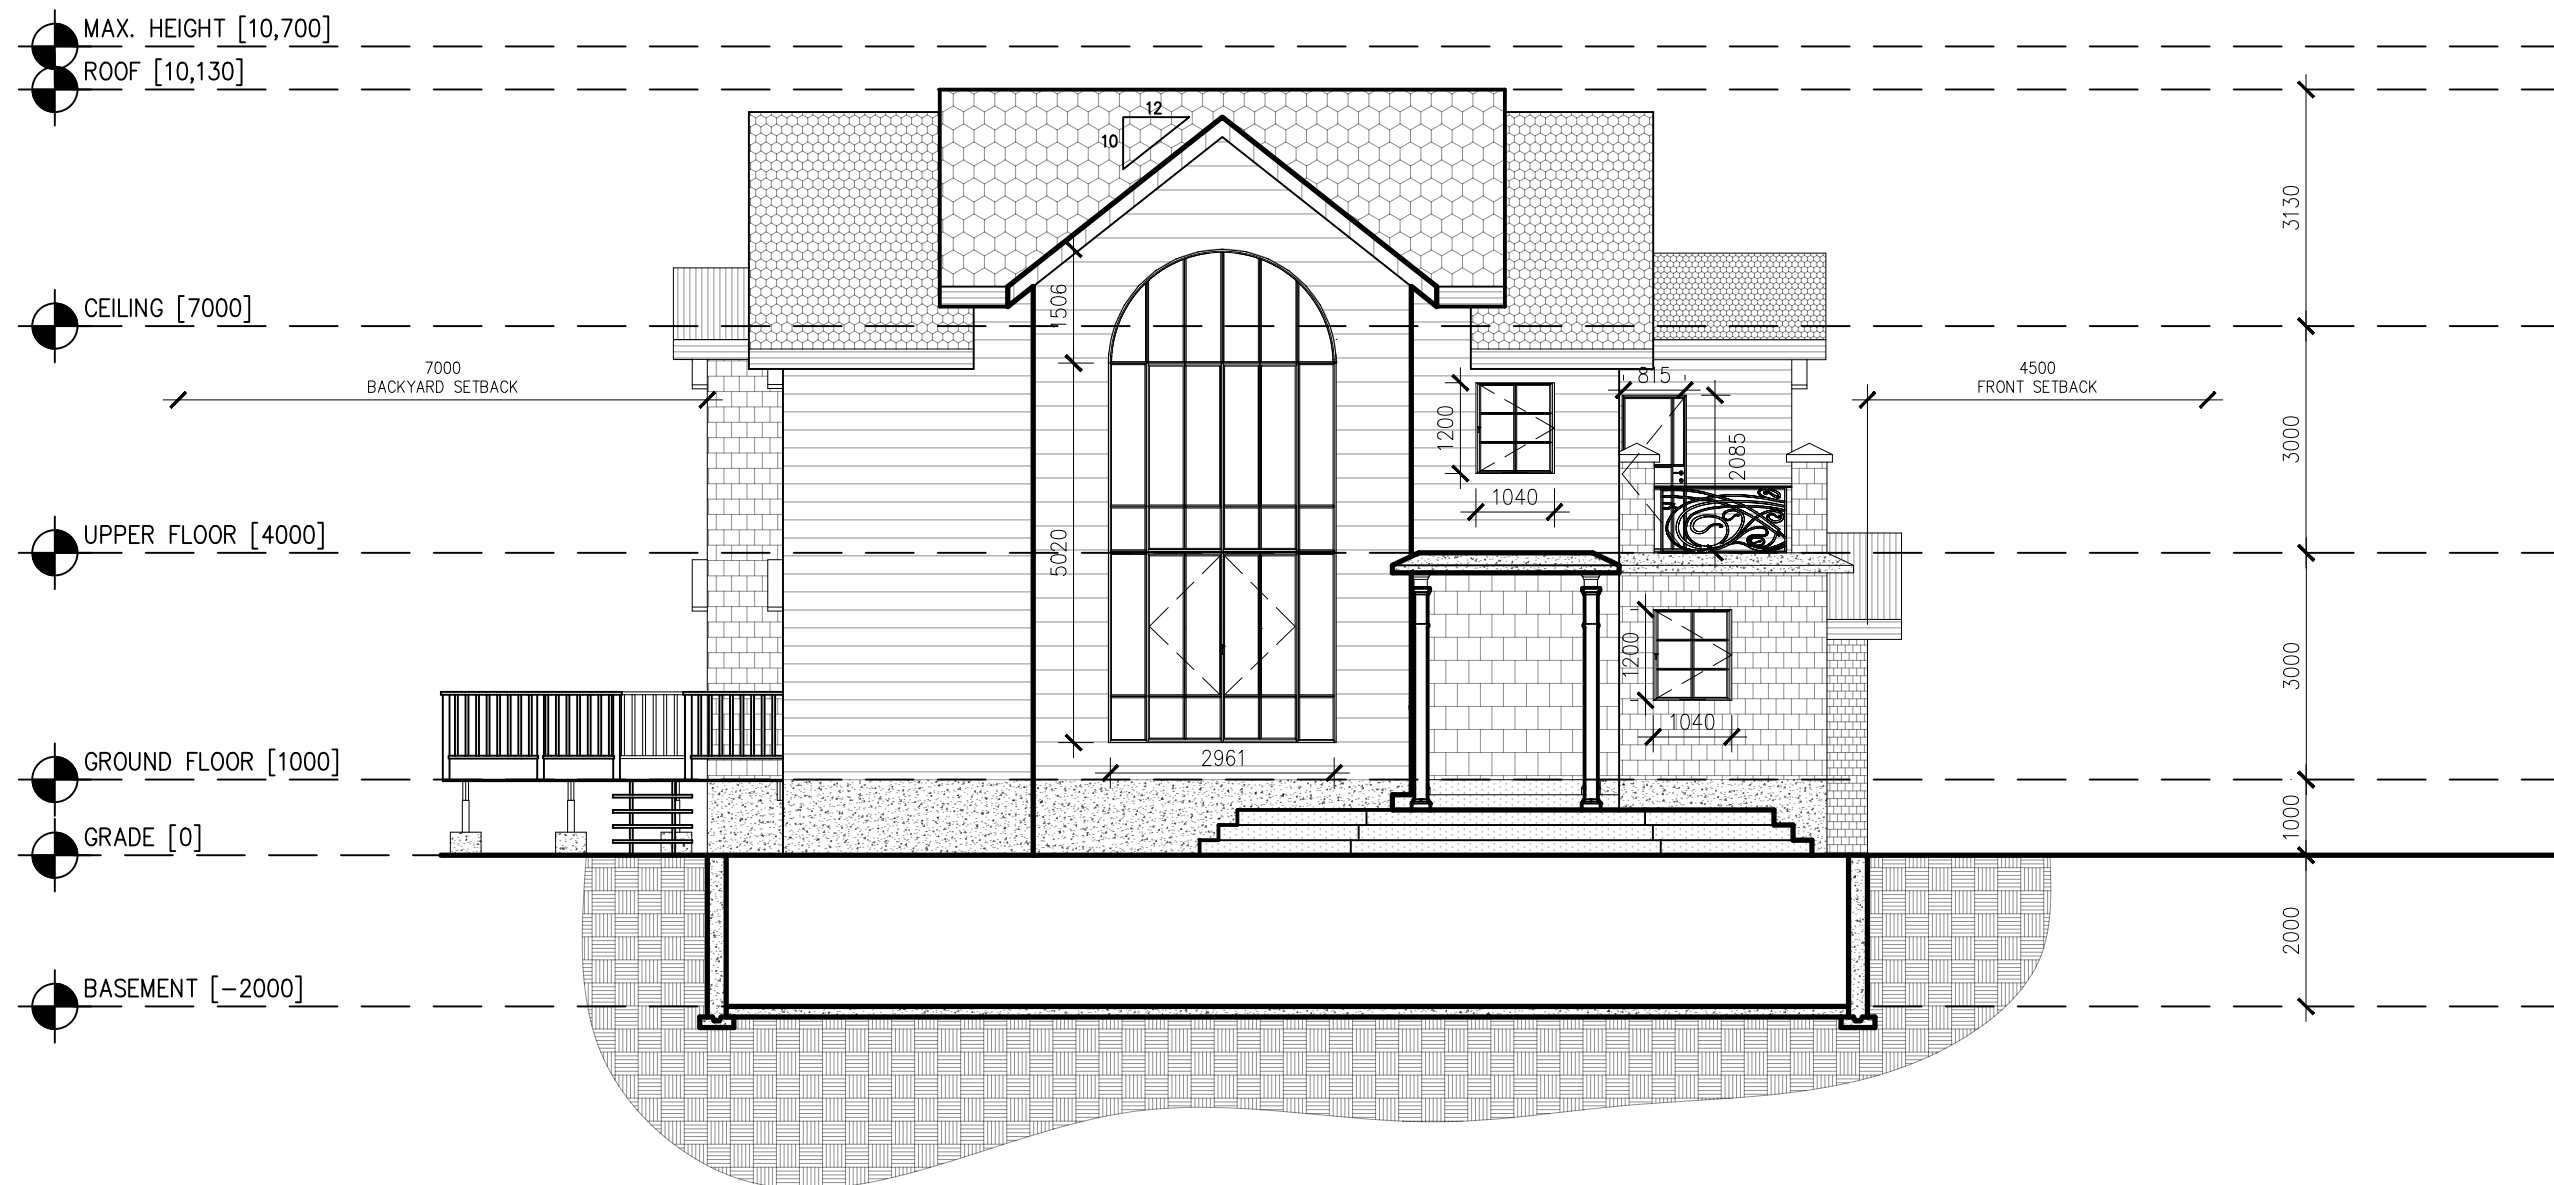 MAX. HEIGHT [10,700]
ROOF [10,130]
12
10
3130
1506
CEILING [7000]
7000
BACKYARD SETBACK
815
4500
FRONT SETBACK
1200
2085
3000
1040
UPPER FLOOR [4000]
5020
1200
3000
1040
GROUND FLOOR [1000]
2961
GRADE [0]
1000
2000
BASEMENT [-2000]